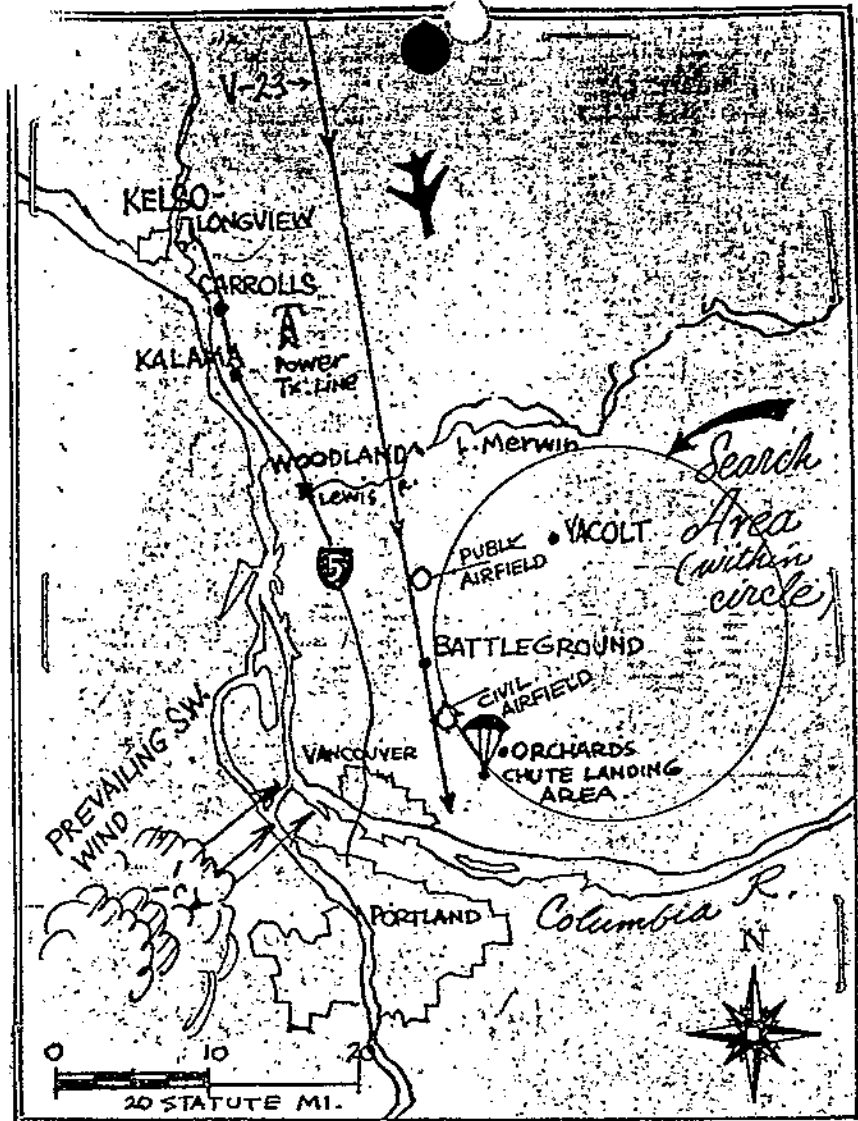 V-23
KELSO-
LONGVIEW
CARROLLS
KALAMA
POWER
TX. LINE
WOODLAND
L. Merwin
LEWIS R.
Search
Area
(within
circle)
YACOLT
PUBLIC
AIRFIELD
5
BATTLEGROUND
CIVIL
AIRFIELD
PREVAILING S.W.
WIND
VANCOUVER
ORCHARDS
CHUTE LANDING
AREA
PORTLAND
Columbia R.
N
0 10 20
20 STATUTE MI.